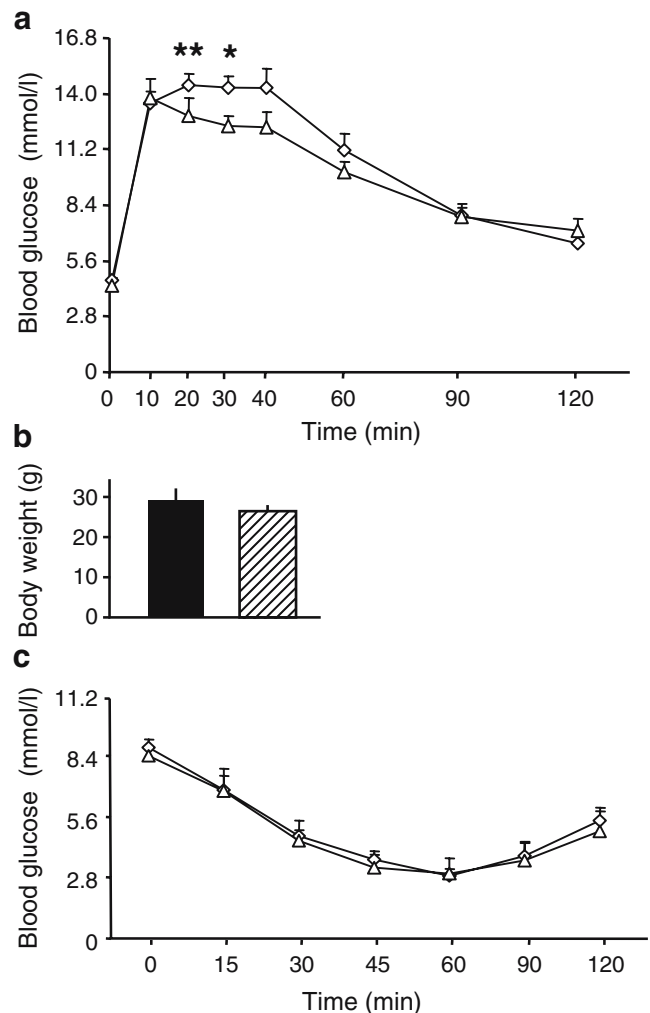 a
Blood glucose (mmol/l)
16.8
14.0
11.2
8.4
5.6
2.8
0
** *
0 10 20 30 40 60 90 120
Time (min)
b
Body weight (g)
30
20
10
0
c
Blood glucose (mmol/l)
11.2
8.4
5.6
2.8
0
0 15 30 45 60 90 120
Time (min)